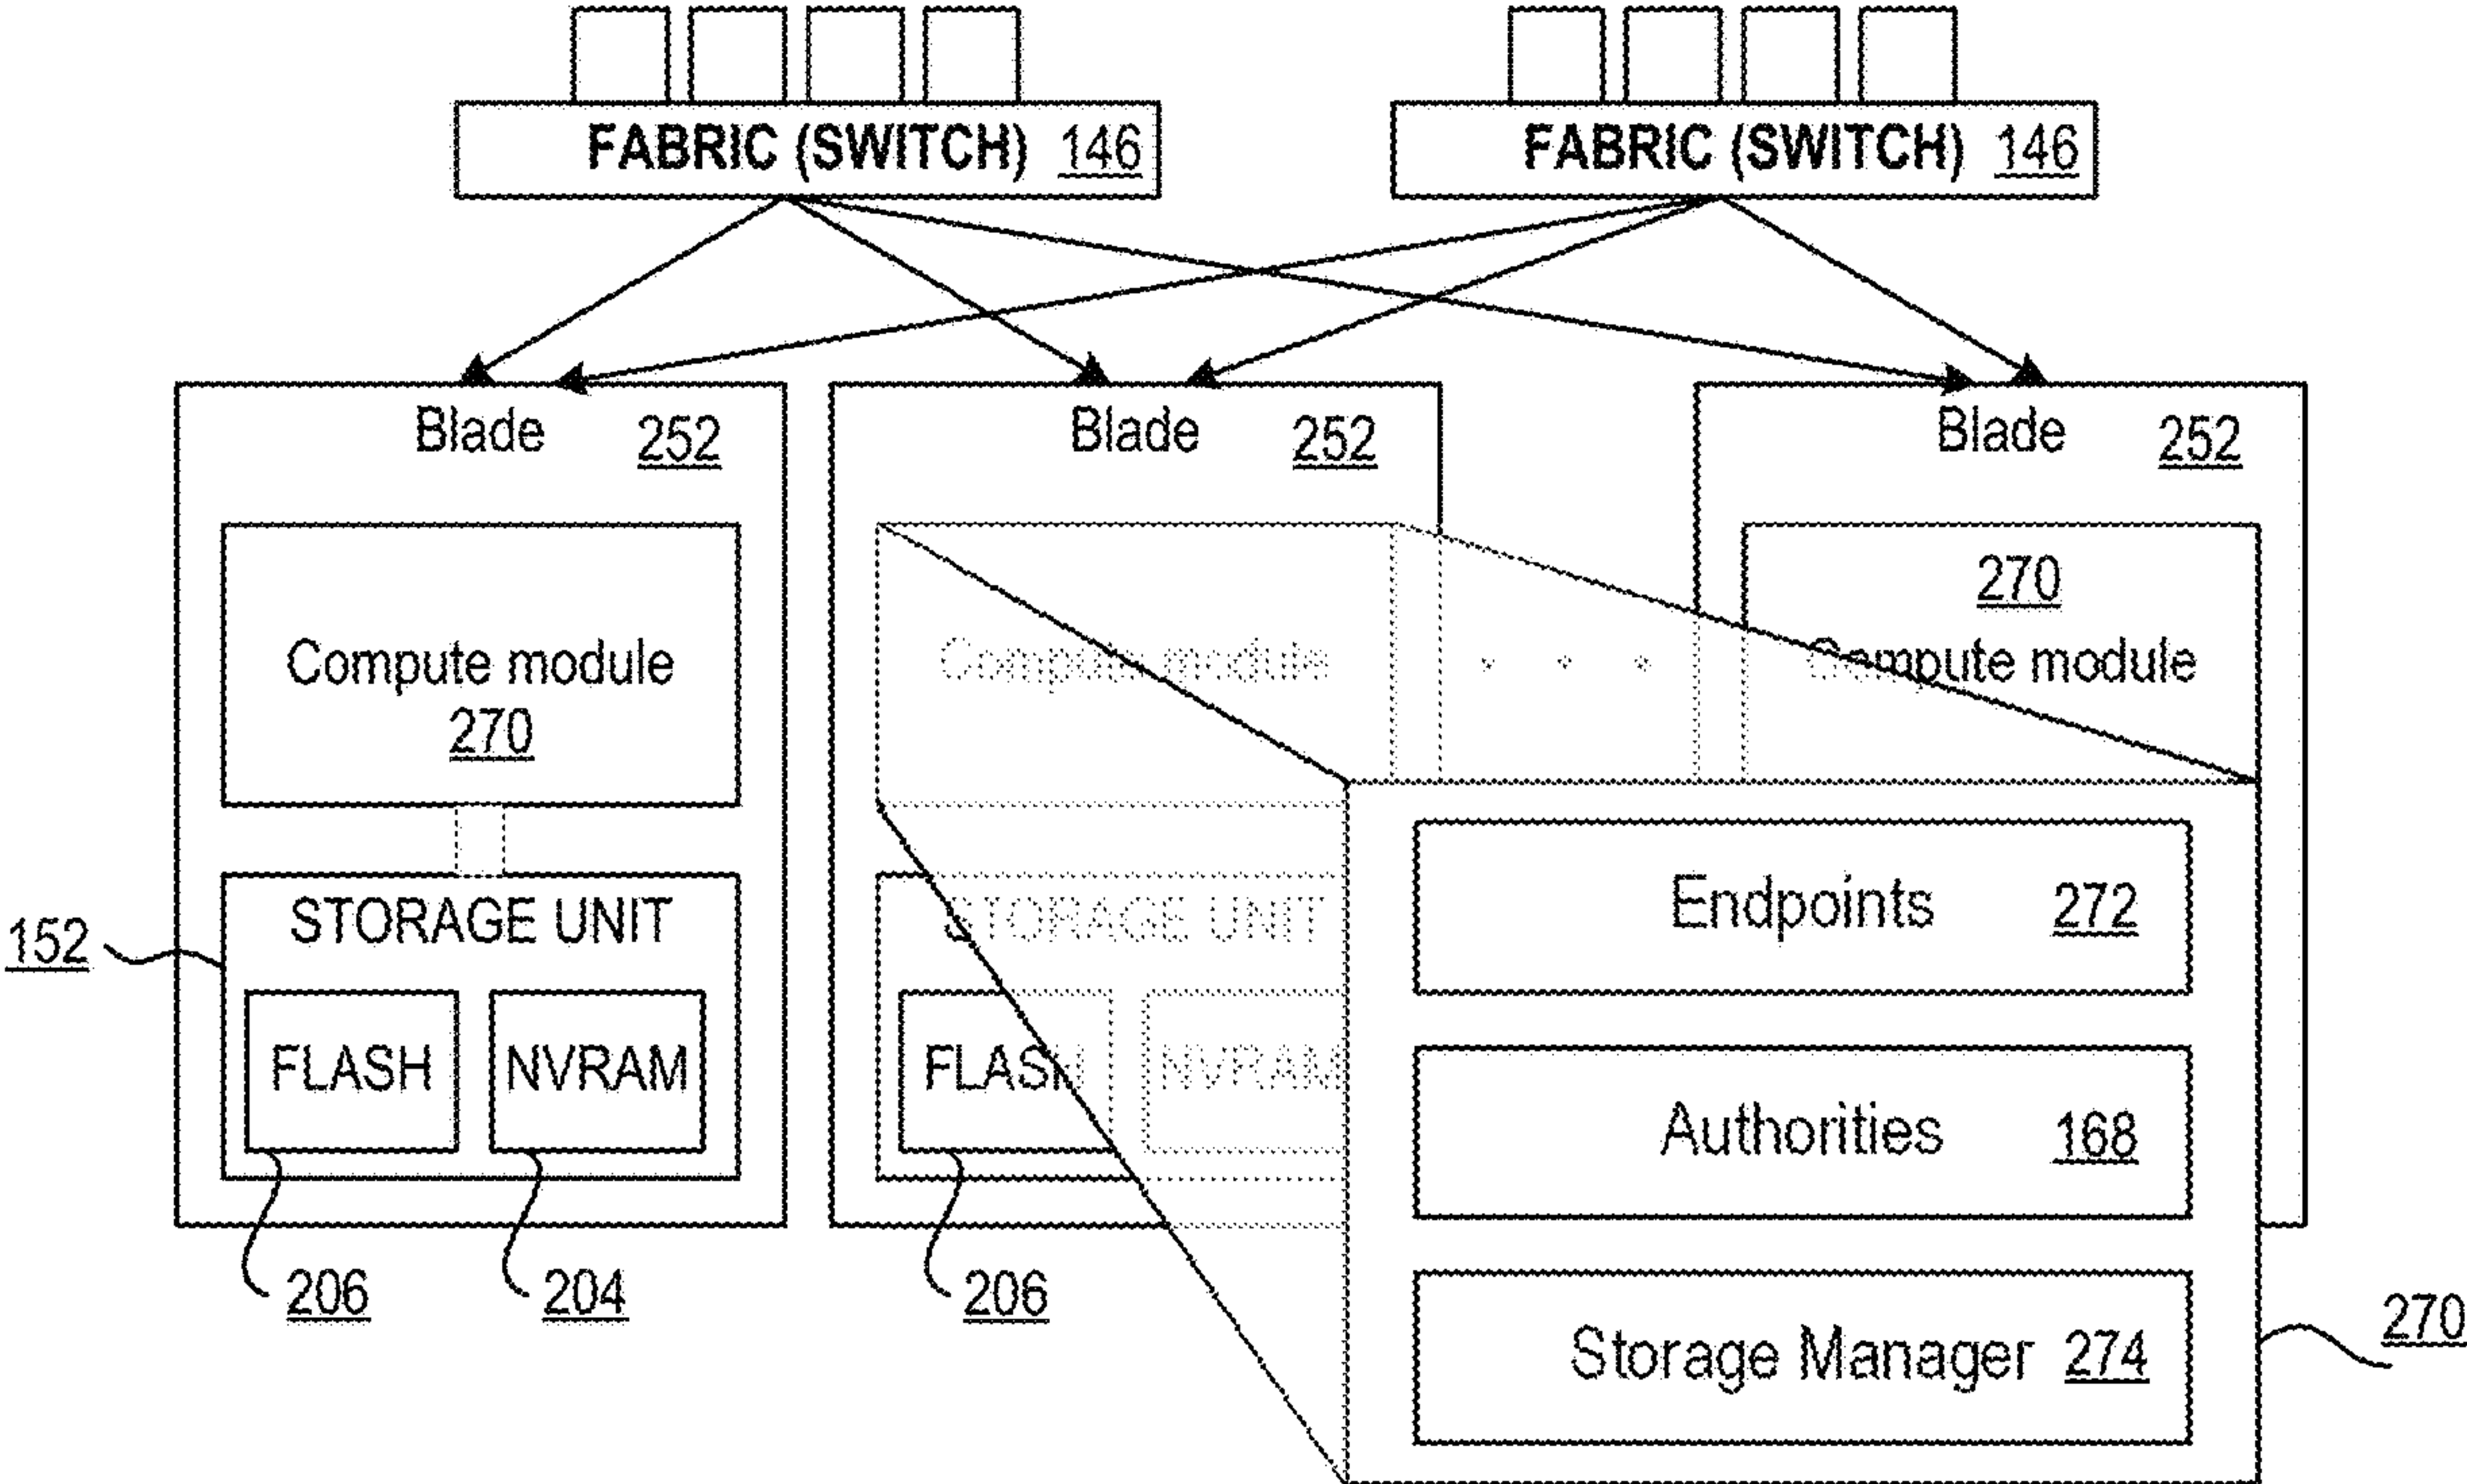 FABRIC (SWITCH) 146
FABRIC (SWITCH) 146
Blade 252
Blade 252
Blade 252
Compute module
270
Compute module
. . .
270
Compute module
STORAGE UNIT
152
FLASH
NVRAM
206
204
STORAGE UNIT
FLASH
NVRAM
206
Endpoints 272
Authorities 168
Storage Manager 274
270